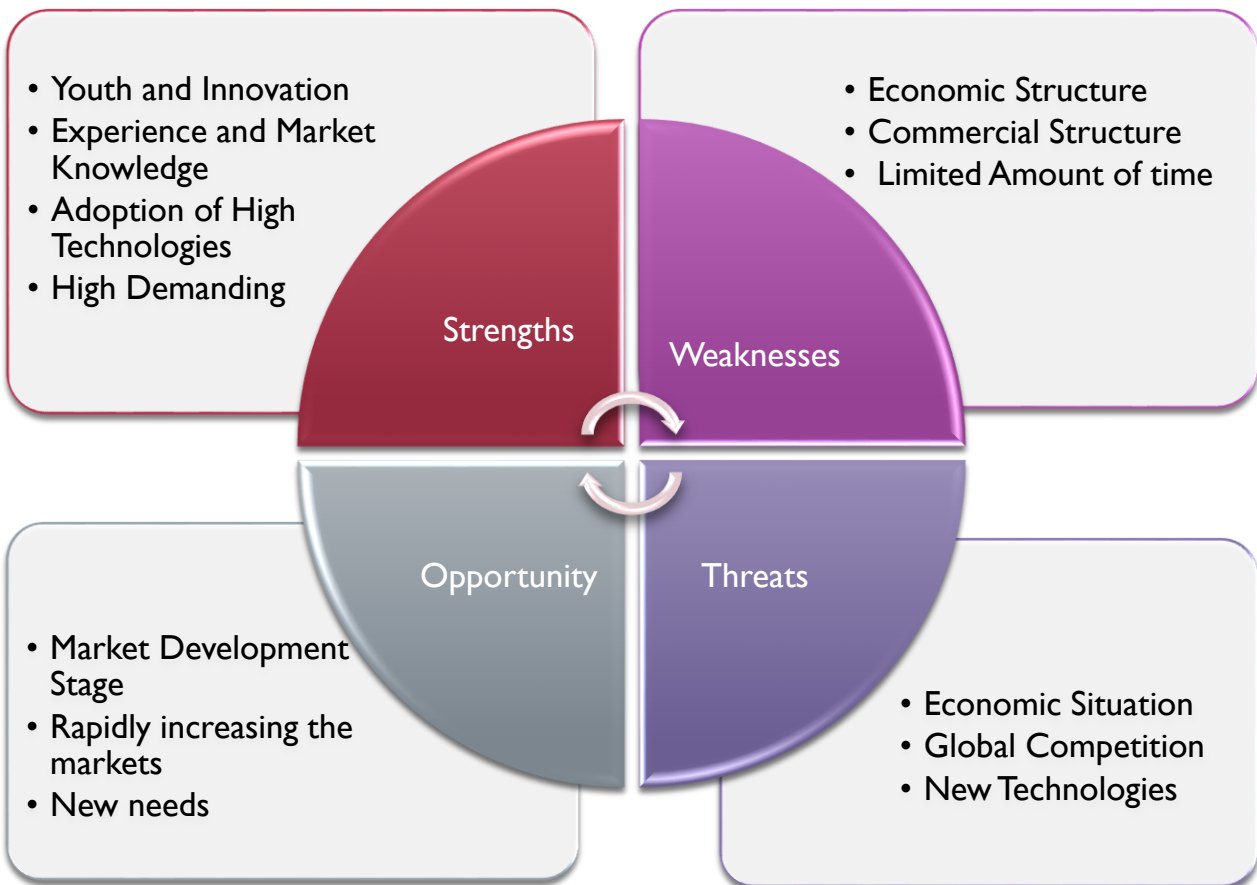 • Youth and Innovation
• Experience and Market
Knowledge
• Adoption of High
Technologies
• High Demanding
Strengths
• Economic Structure
• Commercial Structure
• Limited Amount of time
Weaknesses
Opportunity
• Market Development
Stage
• Rapidly increasing the
markets
• New needs
Threats
• Economic Situation
• Global Competition
• New Technologies